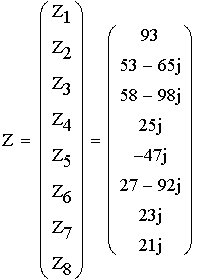 Z = ( Z1 Z2 Z3 Z4 Z5 Z6 Z7 Z8 ) = ( 93
53 − 65j
58 − 98j
25j
−47j
27 − 92j
23j
21j )